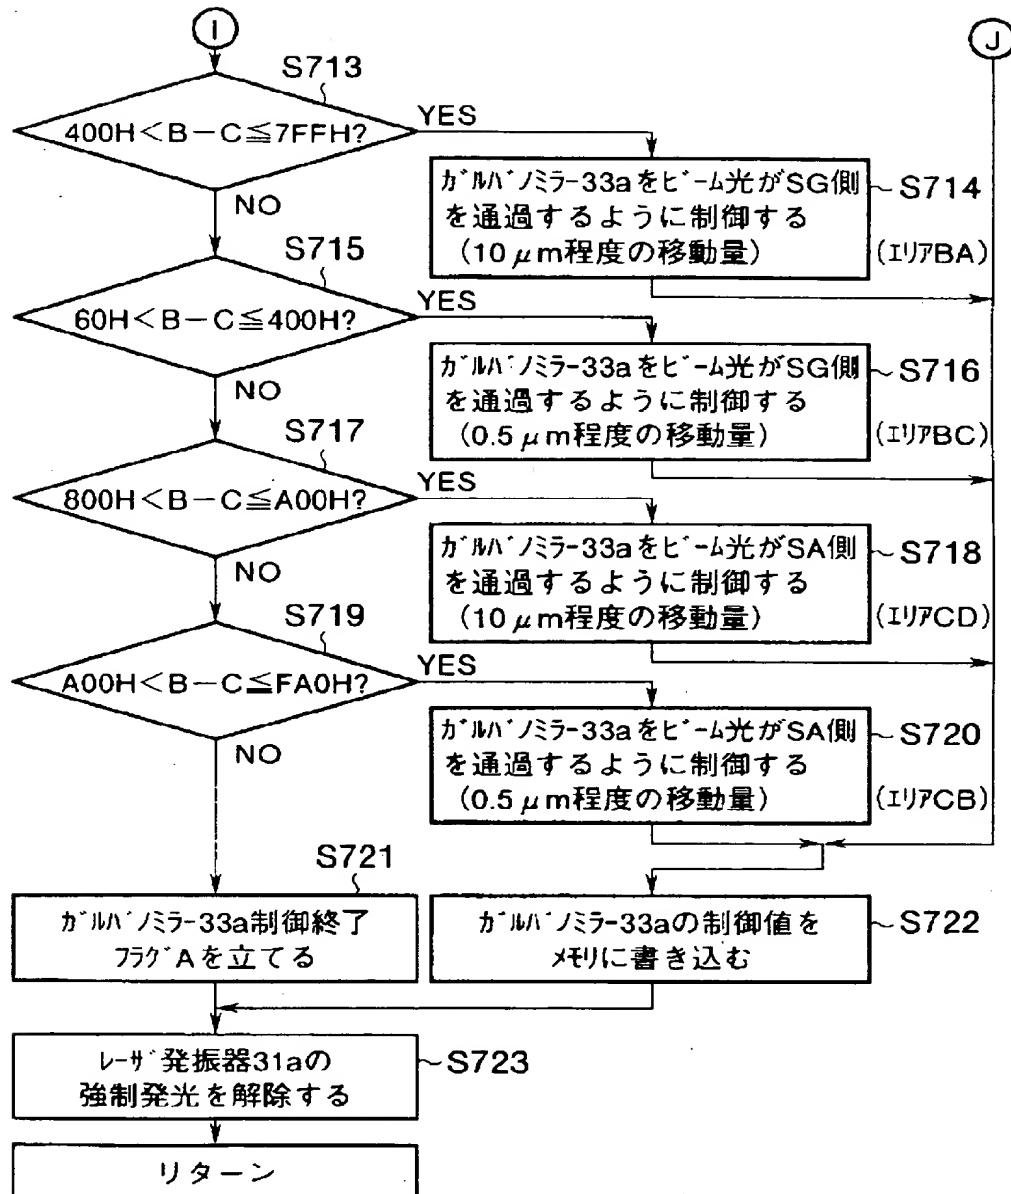 I
J
S713
400H<B-C≦7FFH?
YES
NO
ガルバノミラー33aをビーム光がSG側
を通過するように制御する
(10μm程度の移動量)
S714
(エリアBA)
S715
60H<B-C≦400H?
YES
NO
ガルバノミラー33aをビーム光がSG側
を通過するように制御する
(0.5μm程度の移動量)
S716
(エリアBC)
S717
800H<B-C≦A00H?
YES
NO
ガルバノミラー33aをビーム光がSA側
を通過するように制御する
(10μm程度の移動量)
S718
(エリアCD)
S719
A00H<B-C≦FA0H?
YES
NO
ガルバノミラー33aをビーム光がSA側
を通過するように制御する
(0.5μm程度の移動量)
S720
(エリアCB)
S721
ガルバノミラー33a制御終了
フラグAを立てる
ガルバノミラー33aの制御値を
メモリに書き込む
S722
レーザ発振器31aの
強制発光を解除する
S723
リターン